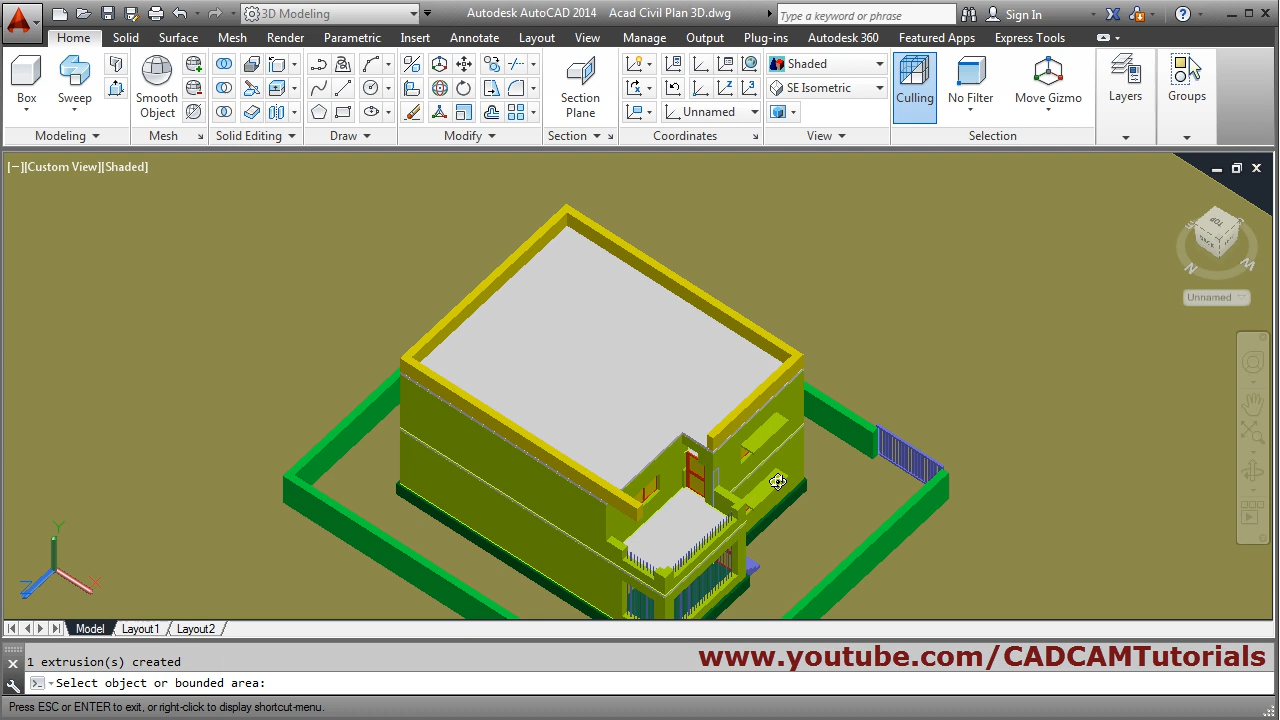 3D Modeling
Autodesk AutoCAD 2014 Acad Civil Plan 3D.dwg
Type a keyword or phrase
Sign In
Home Solid Surface Mesh Render Parametric Insert Annotate Layout View Manage Output Plug-ins Autodesk 360 Featured Apps Express Tools
Box
Sweep
Smooth
Object
Section
Plane
Unnamed
Shaded
SE Isometric
Culling
No Filter
Move Gizmo
Layers
Groups
Modeling Mesh Solid Editing Draw Modify Section Coordinates View Selection
[−][Custom View][Shaded]
TOP
N
W
Unnamed
Y
Z
X
Model Layout1 Layout2
1 extrusion(s) created
Select object or bounded area:
www.youtube.com/CADCAMTutorials
Press ESC or ENTER to exit, or right-click to display shortcut-menu.